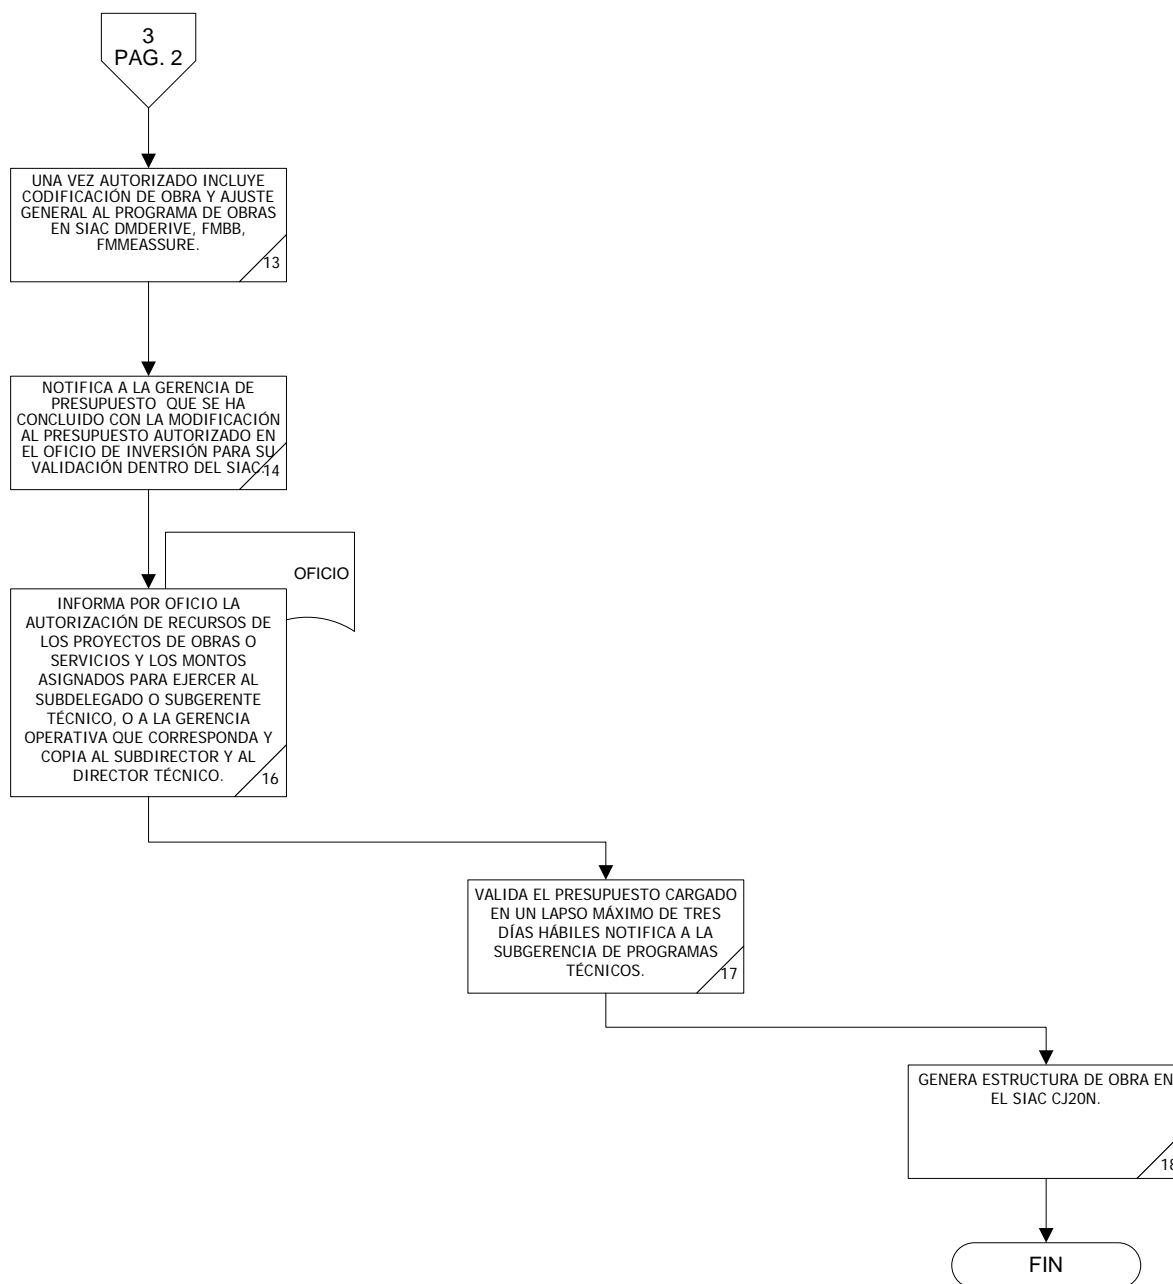 3
PAG. 2
UNA VEZ AUTORIZADO INCLUYE
CODIFICACIÓN DE OBRA Y AJUSTE
GENERAL AL PROGRAMA DE OBRAS
EN SIAC DMDERIVE, FMBB,
FMMEASSURE.
13
NOTIFICA A LA GERENCIA DE
PRESUPUESTO QUE SE HA
CONCLUIDO CON LA MODIFICACIÓN
AL PRESUPUESTO AUTORIZADO EN
EL OFICIO DE INVERSIÓN PARA SU
VALIDACIÓN DENTRO DEL SIAC.
14
OFICIO
INFORMA POR OFICIO LA
AUTORIZACIÓN DE RECURSOS DE
LOS PROYECTOS DE OBRAS O
SERVICIOS Y LOS MONTOS
ASIGNADOS PARA EJERCER AL
SUBDELEGADO O SUBGERENTE
TÉCNICO, O A LA GERENCIA
OPERATIVA QUE CORRESPONDA Y
COPIA AL SUBDIRECTOR Y AL
DIRECTOR TÉCNICO.
16
VALIDA EL PRESUPUESTO CARGADO
EN UN LAPSO MÁXIMO DE TRES
DÍAS HÁBILES NOTIFICA A LA
SUBGERENCIA DE PROGRAMAS
TÉCNICOS.
17
GENERA ESTRUCTURA DE OBRA EN
EL SIAC CJ20N.
18
FIN